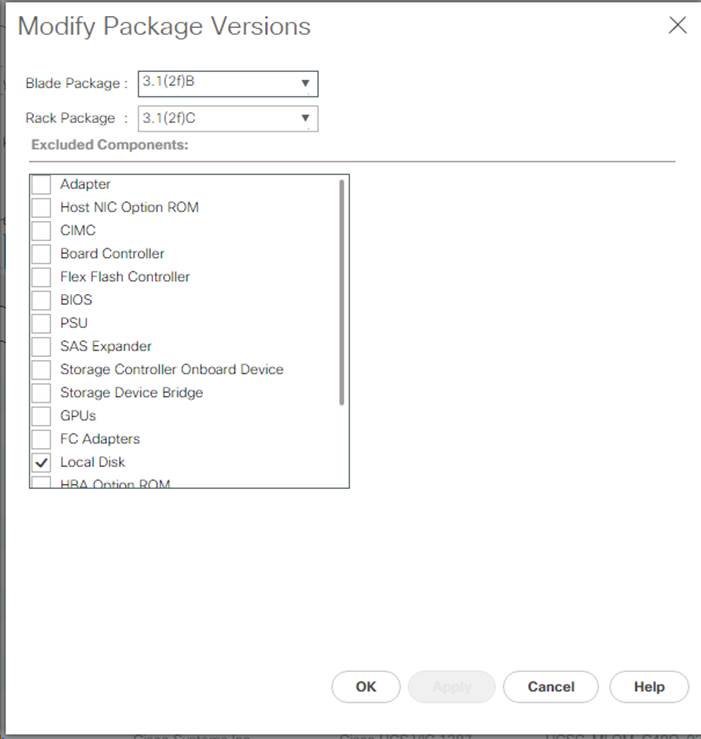 Modify Package Versions
Blade Package : 3.1(2f)B
Rack Package : 3.1(2f)C
Excluded Components:
Adapter
Host NIC Option ROM
CIMC
Board Controller
Flex Flash Controller
BIOS
PSU
SAS Expander
Storage Controller Onboard Device
Storage Device Bridge
GPUs
FC Adapters
Local Disk
HBA Option ROM
OK Apply Cancel Help